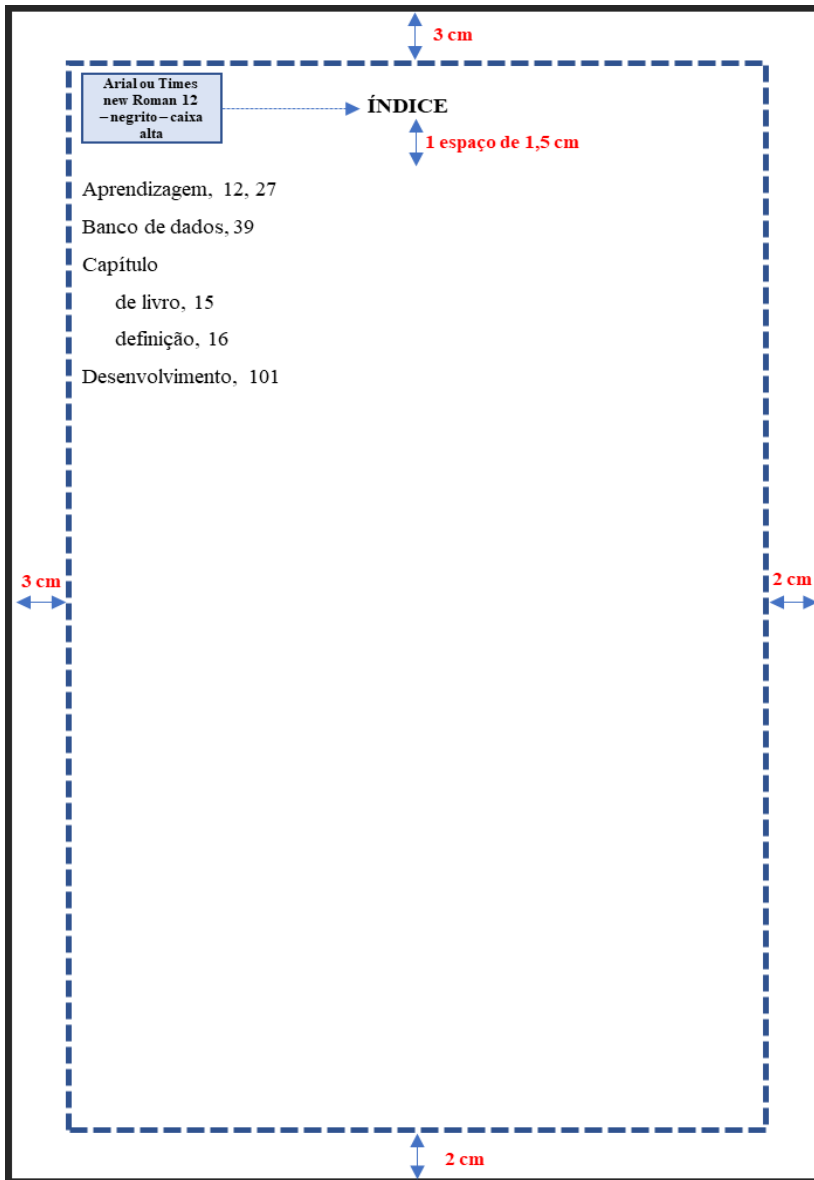 3 cm
Arial ou Times
new Roman 12
– negrito – caixa
alta
ÍNDICE
1 espaço de 1,5 cm
Aprendizagem, 12, 27
Banco de dados, 39
Capítulo
de livro, 15
definição, 16
Desenvolvimento, 101
3 cm
2 cm
2 cm